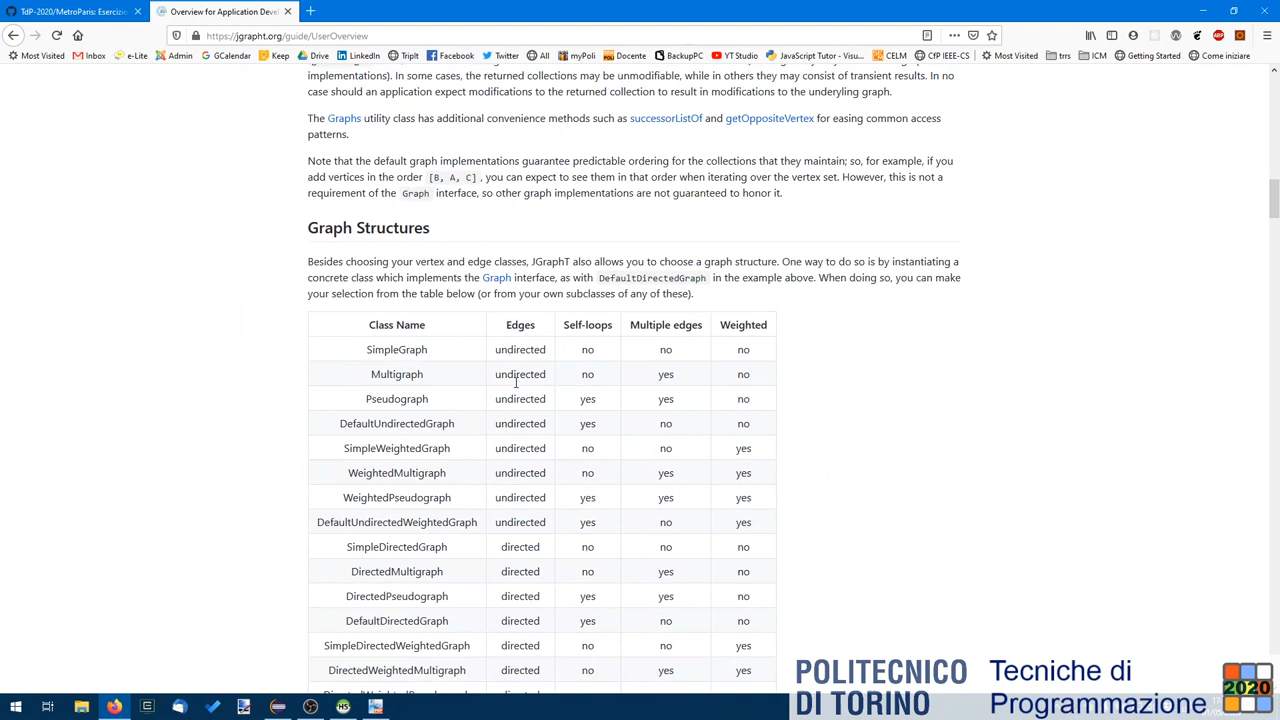 TdP-2020/MetroParis: Esercizio
Overview for Application Deve
https://jgrapht.org/guide/UserOverview
Most Visited Inbox e-Lite Admin GCalendar Keep Drive LinkedIn TripIt Facebook Twitter All myPoli Docente BackupPC YT Studio JavaScript Tutor - Visu... CELM CfP IEEE-CS Most Visited trrs ICM Getting Started Come iniziare
implementations). In some cases, the returned collections may be unmodifiable, while in others they may consist of transient results. In no
case should an application expect modifications to the returned collection to result in modifications to the underyling graph.
The Graphs utility class has additional convenience methods such as successorListOf and getOppositeVertex for easing common access
patterns.
Note that the default graph implementations guarantee predictable ordering for the collections that they maintain; so, for example, if you
add vertices in the order [B, A, C], you can expect to see them in that order when iterating over the vertex set. However, this is not a
requirement of the Graph interface, so other graph implementations are not guaranteed to honor it.
Graph Structures
Besides choosing your vertex and edge classes, JGraphT also allows you to choose a graph structure. One way to do so is by instantiating a
concrete class which implements the Graph interface, as with DefaultDirectedGraph in the example above. When doing so, you can make
your selection from the table below (or from your own subclasses of any of these).
Class Name Edges Self-loops Multiple edges Weighted
SimpleGraph undirected no no no
Multigraph undirected no yes no
Pseudograph undirected yes yes no
DefaultUndirectedGraph undirected yes no no
SimpleWeightedGraph undirected no no yes
WeightedMultigraph undirected no yes yes
WeightedPseudograph undirected yes yes yes
DefaultUndirectedWeightedGraph undirected yes no yes
SimpleDirectedGraph directed no no no
DirectedMultigraph directed no yes no
DirectedPseudograph directed yes yes no
DefaultDirectedGraph directed yes no no
SimpleDirectedWeightedGraph directed no no yes
DirectedWeightedMultigraph directed no yes yes
POLITECNICO
DI TORINO
Tecniche di
Programmazione
2020